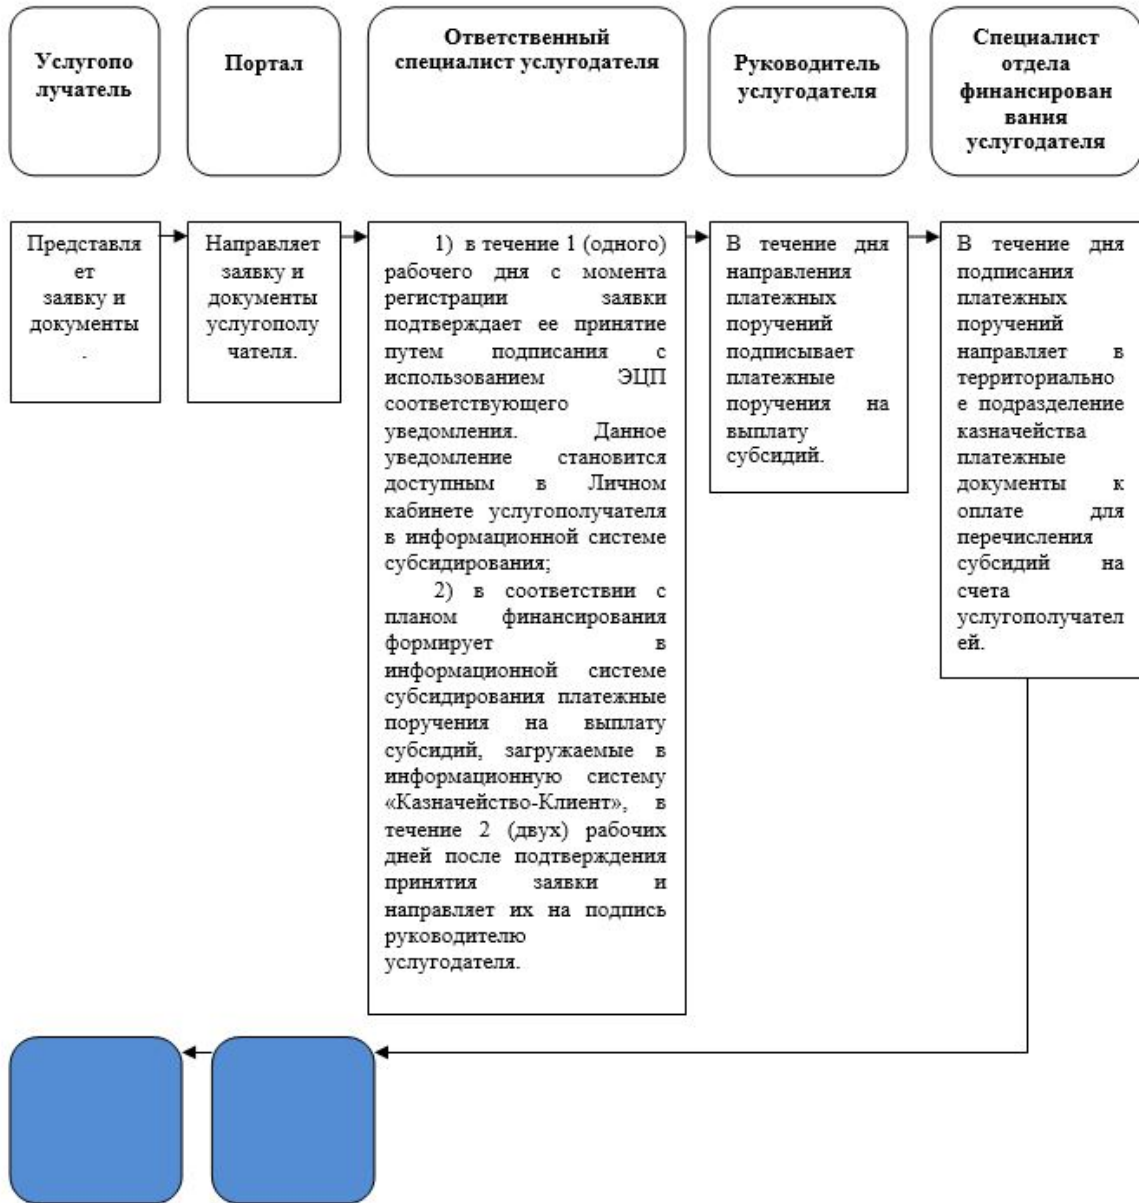 Услугопо
лучатель
Портал
Ответственный
специалист услугодателя
Руководитель
услугодателя
Специалист
отдела
финансирован
вания
услугодателя
Представля
ет
заявку и
документы
.
Направляет
заявку и
документы
услугополу
чателя.
1) в течение 1 (одного)
рабочего дня с момента
регистрации заявки
подтверждает ее принятие
путем подписания с
использованием ЭЦП
соответствующего
уведомления. Данное
уведомление становится
доступным в Личном
кабинете услугополучателя
в информационной системе
субсидирования;
2) в соответствии с
планом финансирования
формирует в
информационной системе
субсидирования платежные
поручения на выплату
субсидий, загружаемые в
информационную систему
«Казначейство-Клиент», в
течение 2 (двух) рабочих
дней после подтверждения
принятия заявки и
направляет их на подпись
руководителю
услугодателя.
В течение дня
направления
платежных
поручений
подписывает
платежные
поручения на
выплату
субсидий.
В течение дня
подписания
платежных
поручений
направляет в
территориально
е подразделение
казначейства
платежные
документы к
оплате для
перечисления
субсидий на
счета
услугополучател
ей.